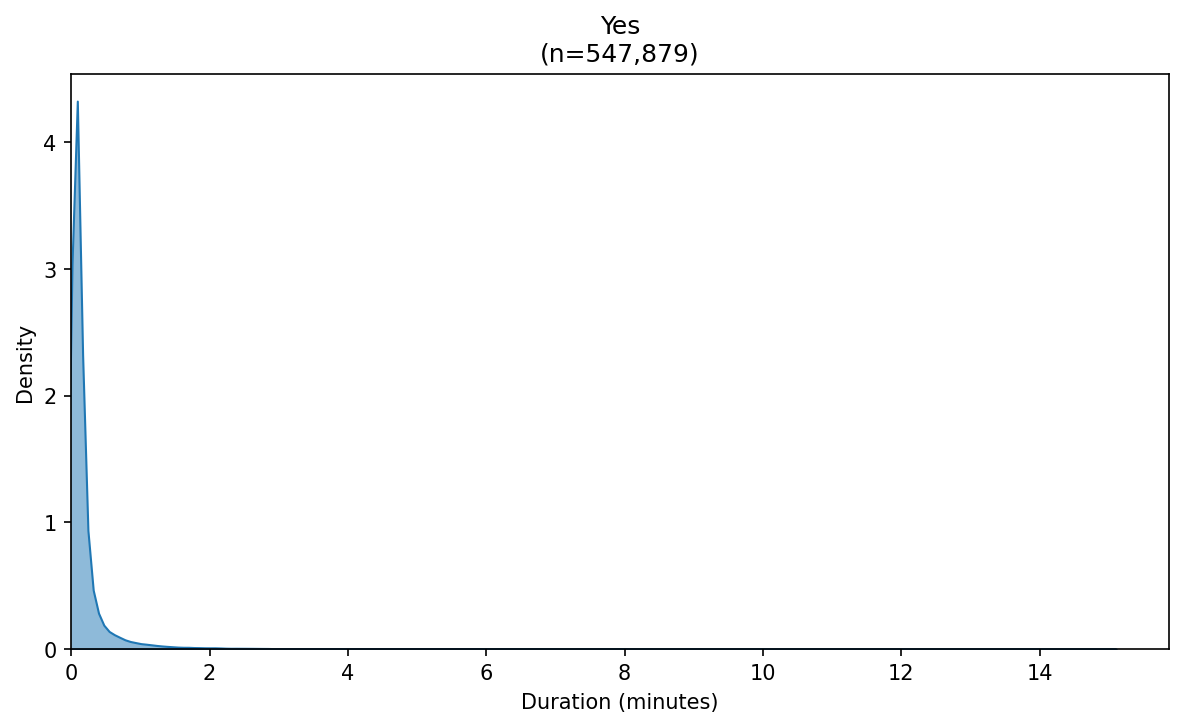 Yes
(n=547,879)
4
3
2
1
0
Density
0 2 4 6 8 10 12 14
Duration (minutes)